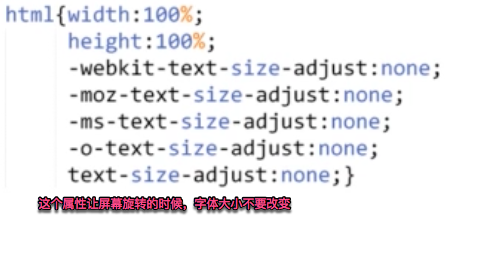 html{width:100%;
height:100%;
-webkit-text-size-adjust:none;
-moz-text-size-adjust:none;
-ms-text-size-adjust:none;
-o-text-size-adjust:none;
text-size-adjust:none;}
这个属性让屏幕旋转的时候，字体大小不要改变